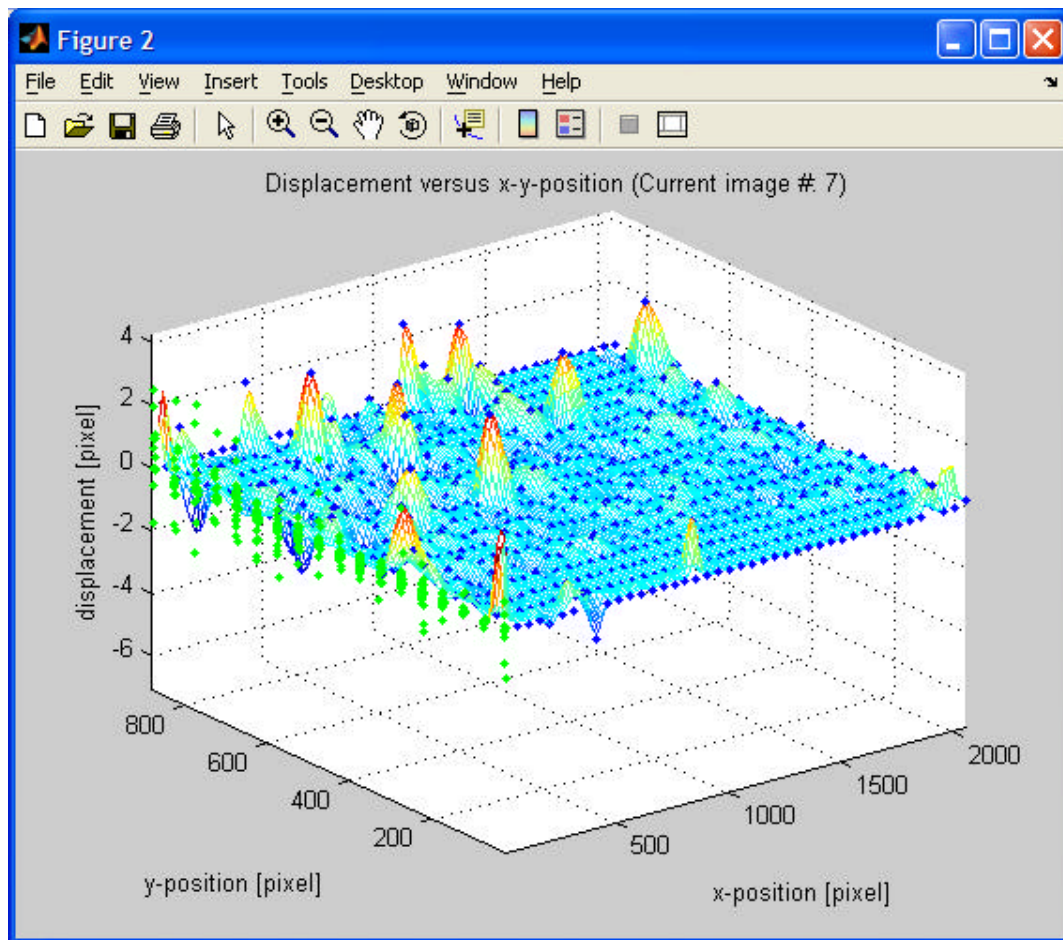 Figure 2
File Edit View Insert Tools Desktop Window Help
Displacement versus x-y-position (Current image #: 7)
4
2
0
-2
-4
-6
displacement [pixel]
800
600
400
200
y-position [pixel]
500
1000
1500
2000
x-position [pixel]